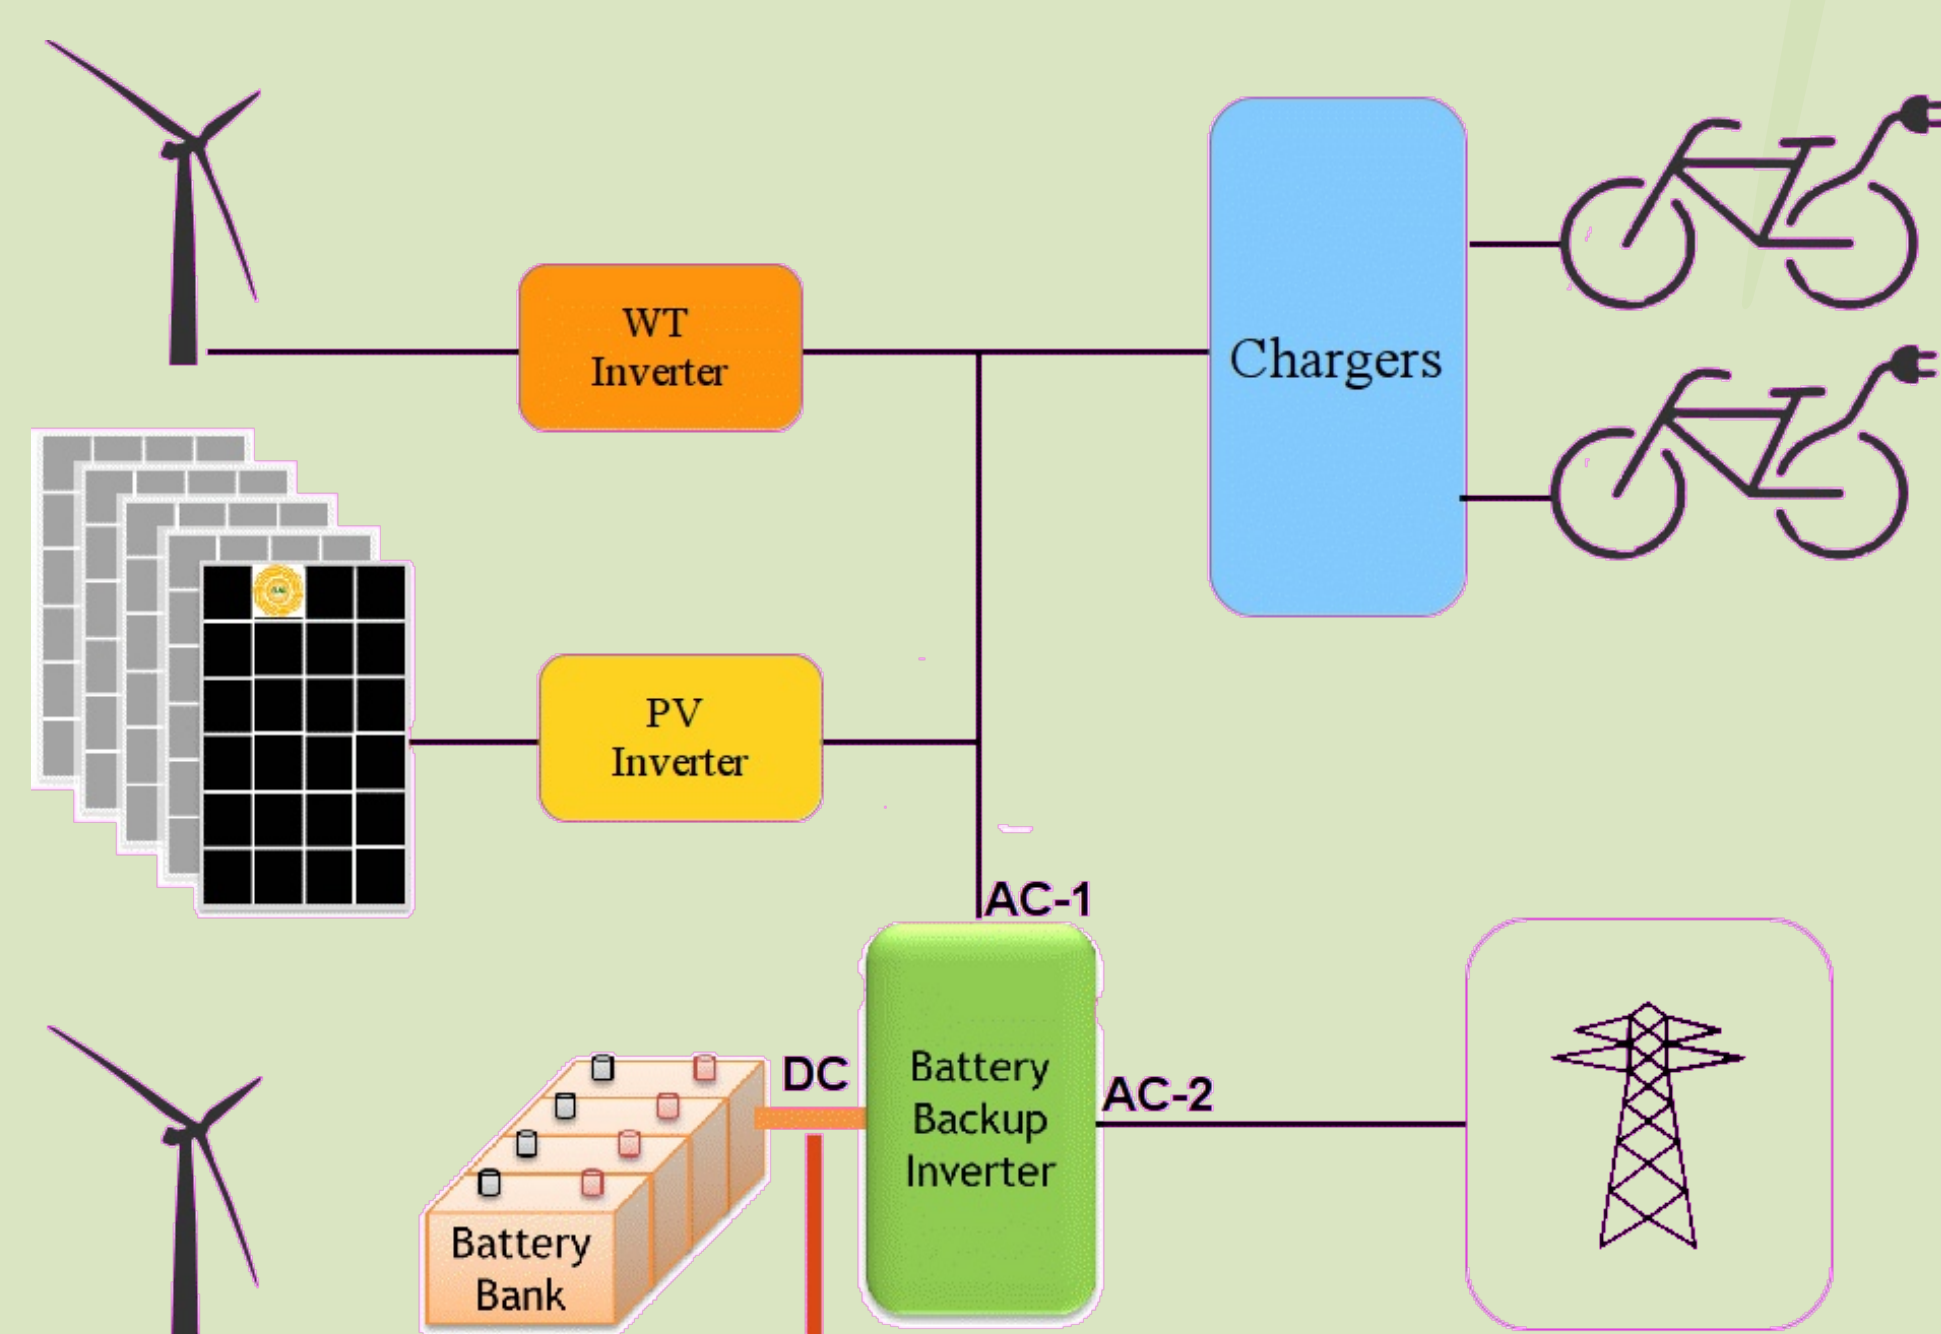 WT
Inverter
Chargers
PV
Inverter
AC-1
DC
Battery
Backup
Inverter
AC-2
Battery
Bank